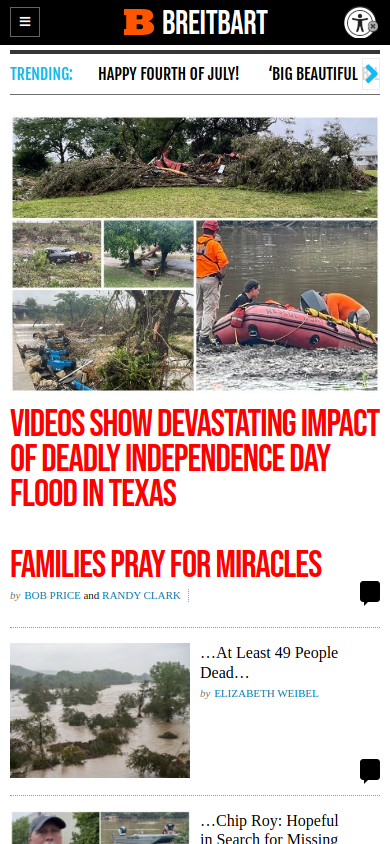 B BREITBART
TRENDING: HAPPY FOURTH OF JULY! ‘BIG BEAUTIFUL
VIDEOS SHOW DEVASTATING IMPACT
OF DEADLY INDEPENDENCE DAY
FLOOD IN TEXAS
FAMILIES PRAY FOR MIRACLES
by BOB PRICE and RANDY CLARK
…At Least 49 People
Dead…
by ELIZABETH WEIBEL
…Chip Roy: Hopeful
in Search for Missing